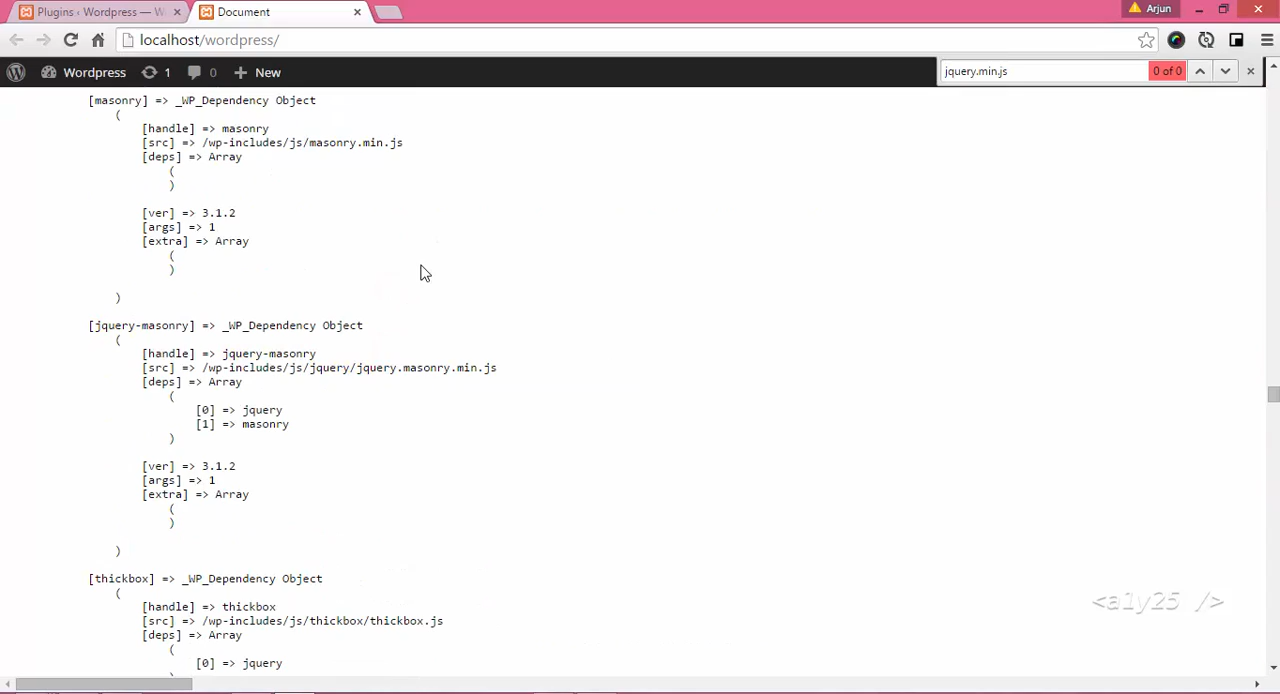 Plugins ‹ Wordpress — W
Document
Arjun
localhost/wordpress/
Wordpress
1
0
New
jquery.min.js
0 of 0
[masonry] => _WP_Dependency Object
(
[handle] => masonry
[src] => /wp-includes/js/masonry.min.js
[deps] => Array
(
)
[ver] => 3.1.2
[args] => 1
[extra] => Array
(
)
)
[jquery-masonry] => _WP_Dependency Object
(
[handle] => jquery-masonry
[src] => /wp-includes/js/jquery/jquery.masonry.min.js
[deps] => Array
(
[0] => jquery
[1] => masonry
)
[ver] => 3.1.2
[args] => 1
[extra] => Array
(
)
)
[thickbox] => _WP_Dependency Object
(
[handle] => thickbox
[src] => /wp-includes/js/thickbox/thickbox.js
[deps] => Array
(
[0] => jquery
<a1y25 />